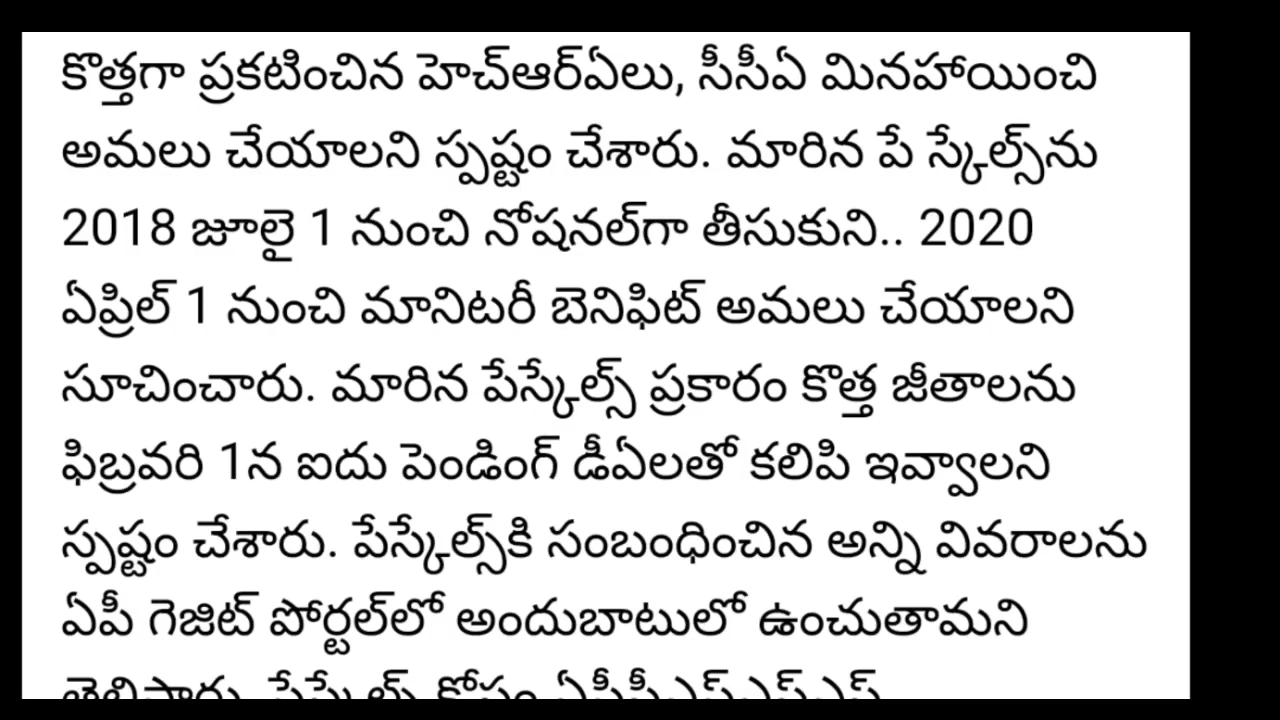 కొత్తగా ప్రకటించిన హెచ్‌ఆర్‌ఏలు, సీసీఏ మినహాయించి
అమలు చేయాలని స్పష్టం చేశారు. మారిన పే స్కేల్స్‌ను
2018 జూలై 1 నుంచి నోషనల్‌గా తీసుకుని.. 2020
ఏప్రిల్ 1 నుంచి మానిటరీ బెనిఫిట్ అమలు చేయాలని
సూచించారు. మారిన పేస్కేల్స్ ప్రకారం కొత్త జీతాలను
ఫిబ్రవరి 1న ఐదు పెండింగ్ డీఏలతో కలిపి ఇవ్వాలని
స్పష్టం చేశారు. పేస్కేల్స్‌కి సంబంధించిన అన్ని వివరాలను
ఏపీ గెజిట్ పోర్టల్‌లో అందుబాటులో ఉంచుతామని